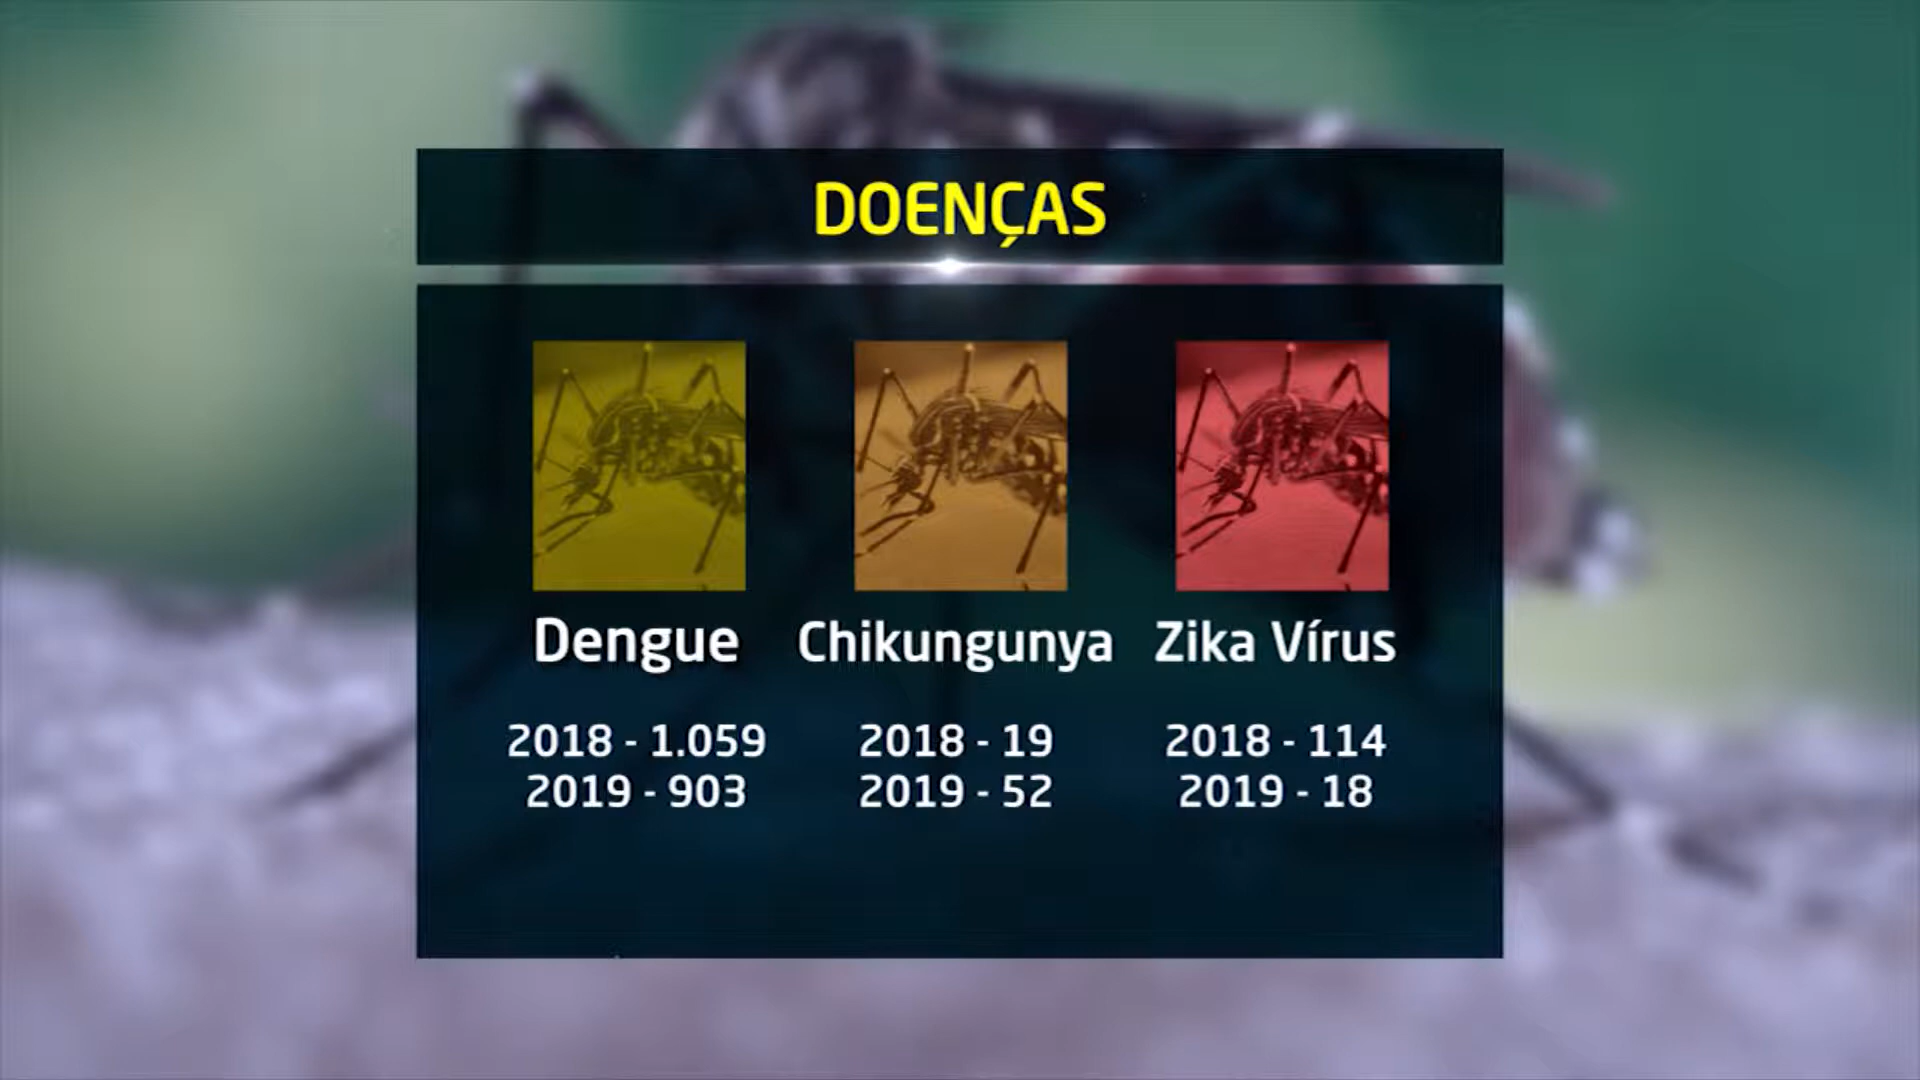 DOENÇAS
Dengue
2018 - 1.059
2019 - 903
Chikungunya
2018 - 19
2019 - 52
Zika Vírus
2018 - 114
2019 - 18